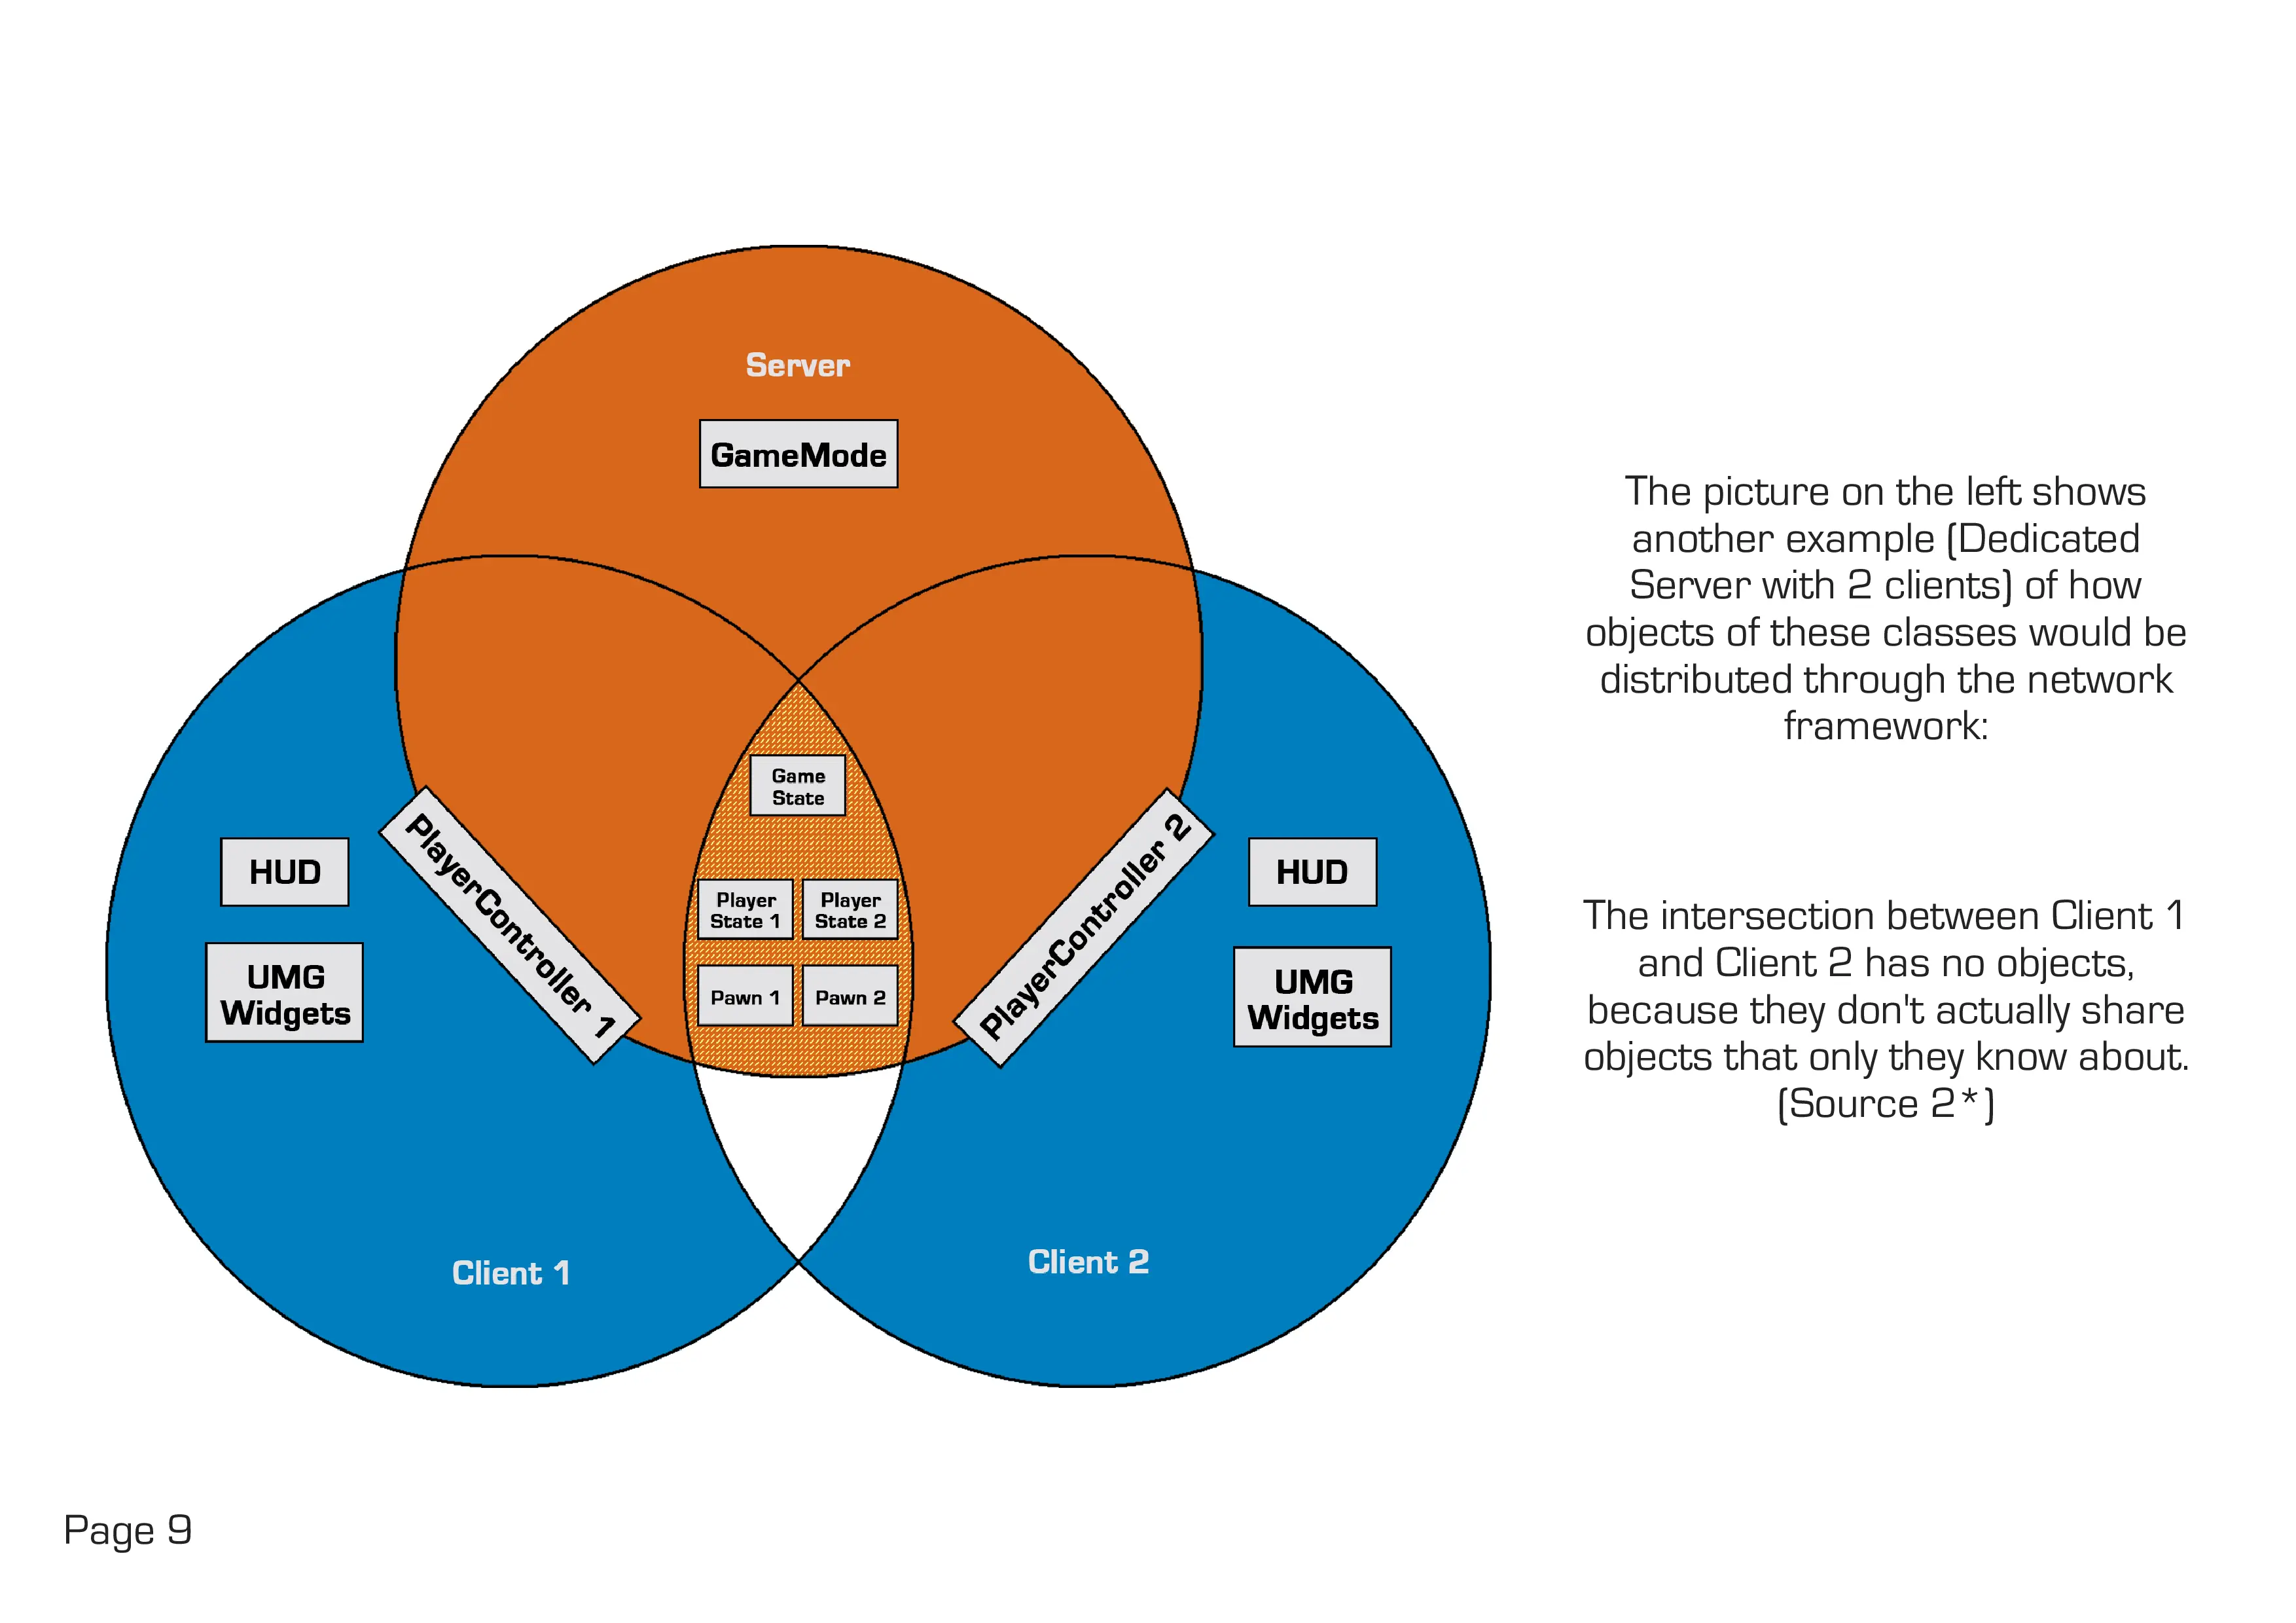 Server
GameMode
Game
State
Player
State 1
Player
State 2
Pawn 1
Pawn 2
PlayerController 1
PlayerController 2
HUD
UMG
Widgets
HUD
UMG
Widgets
Client 1
Client 2
The picture on the left shows
another example (Dedicated
Server with 2 clients) of how
objects of these classes would be
distributed through the network
framework:
The intersection between Client 1
and Client 2 has no objects,
because they don't actually share
objects that only they know about.
(Source 2*)
Page 9